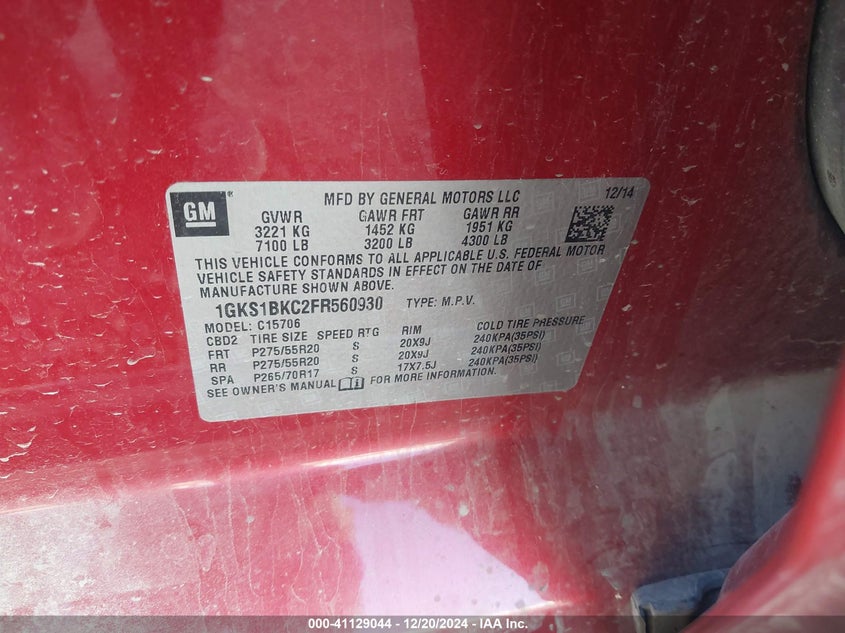 GM
MFD BY GENERAL MOTORS LLC 12/14
GVWR GAWR FRT GAWR RR
3221 KG 1452 KG 1951 KG
7100 LB 3200 LB 4300 LB
THIS VEHICLE CONFORMS TO ALL APPLICABLE U.S. FEDERAL MOTOR
VEHICLE SAFETY STANDARDS IN EFFECT ON THE DATE OF
MANUFACTURE SHOWN ABOVE.
1GKS1BKC2FR560930 TYPE: M.P.V.
MODEL: C15706
CBD2 TIRE SIZE SPEED RTG RIM COLD TIRE PRESSURE
FRT P275/55R20 S 20X9J 240KPA(35PSI)
RR P275/55R20 S 20X9J 240KPA(35PSI)
SPA P265/70R17 S 17X7.5J 240KPA(35PSI)
SEE OWNER'S MANUAL FOR MORE INFORMATION.
000-41129044 - 12/20/2024 - IAA Inc.